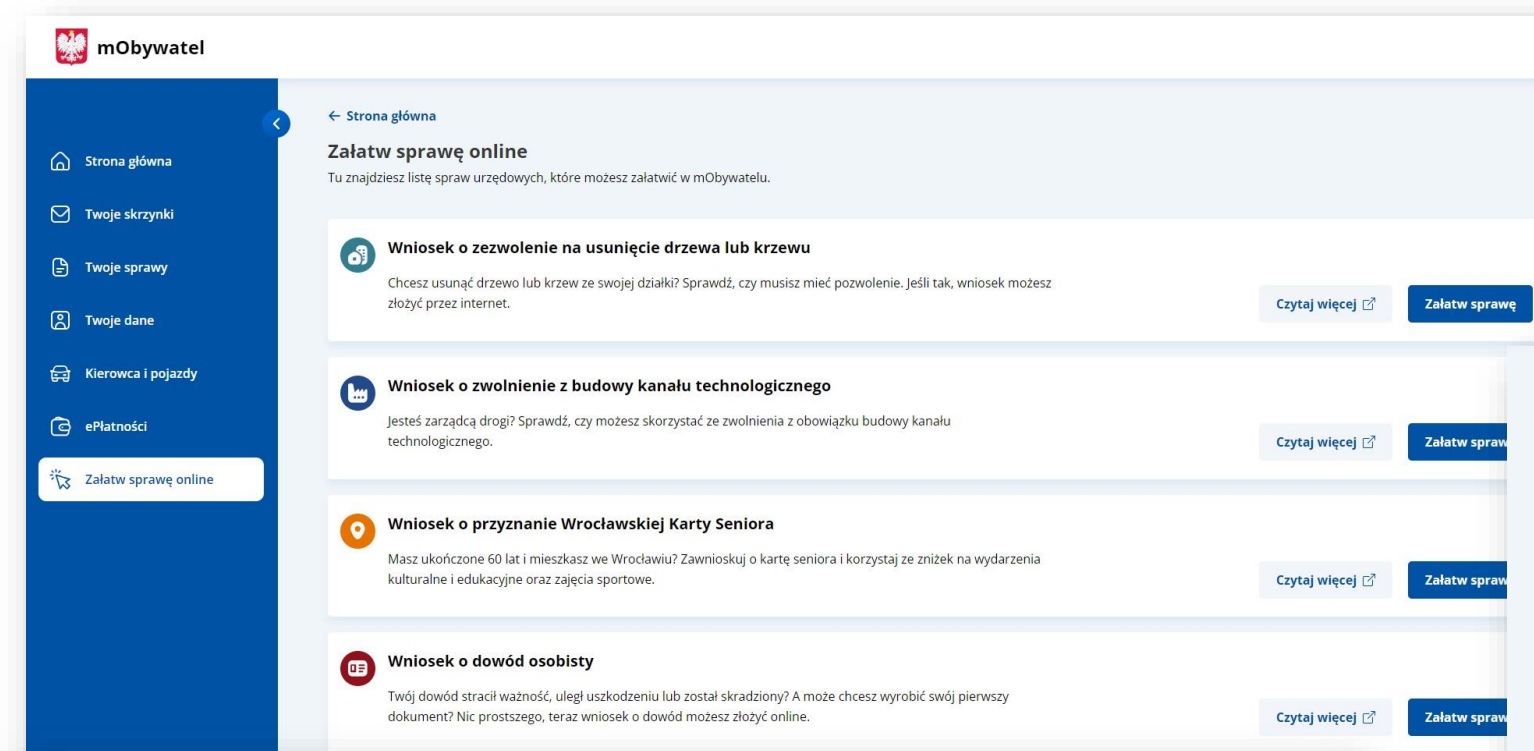 mObywatel
Strona główna
Twoje skrzynki
Twoje sprawy
Twoje dane
Kierowca i pojazdy
ePłatności
Załatw sprawę online
← Strona główna
Załatw sprawę online
Tu znajdziesz listę spraw urzędowych, które możesz załatwić w mObywatelu.
Wniosek o zezwolenie na usunięcie drzewa lub krzewu
Chcesz usunąć drzewo lub krzew ze swojej działki? Sprawdź, czy musisz mieć pozwolenie. Jeśli tak, wniosek możesz
złożyć przez internet.
Czytaj więcej
Załatw sprawę
Wniosek o zwolnienie z budowy kanału technologicznego
Jesteś zarządcą drogi? Sprawdź, czy możesz skorzystać ze zwolnienia z obowiązku budowy kanału
technologicznego.
Czytaj więcej
Załatw spraw
Wniosek o przyznanie Wrocławskiej Karty Seniora
Masz ukończone 60 lat i mieszkasz we Wrocławiu? Zawnioskuj o kartę seniora i korzystaj ze zniżek na wydarzenia
kulturalne i edukacyjne oraz zajęcia sportowe.
Czytaj więcej
Załatw spraw
Wniosek o dowód osobisty
Twój dowód stracił ważność, uległ uszkodzeniu lub został skradziony? A może chcesz wyrobić swój pierwszy
dokument? Nic prostszego, teraz wniosek o dowód możesz złożyć online.
Czytaj więcej
Załatw spraw